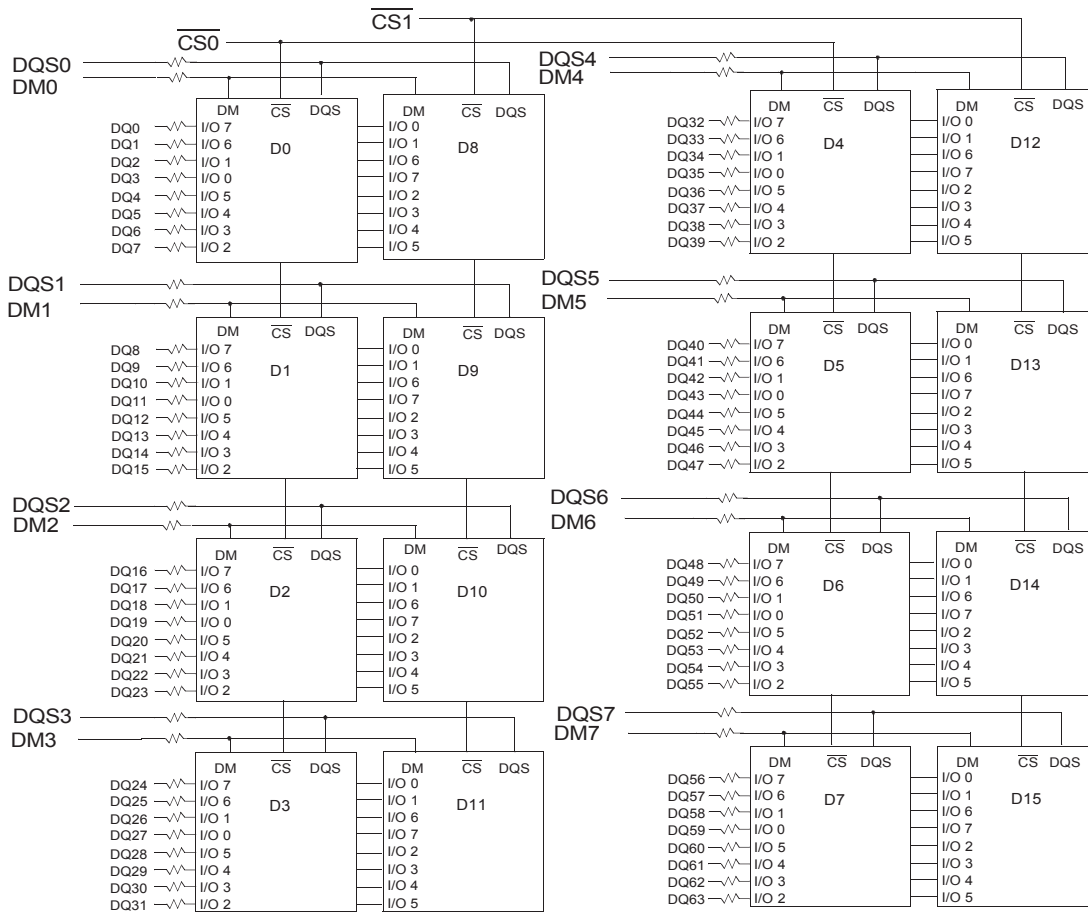 CS1
CS0
DQS0
DM0
DM CS DQS
DM CS DQS
DQ0 I/O 7 I/O 0
DQ1 I/O 6 I/O 1
DQ2 I/O 1 I/O 6
DQ3 I/O 0 I/O 7
DQ4 I/O 5 I/O 2
DQ5 I/O 4 I/O 3
DQ6 I/O 3 I/O 4
DQ7 I/O 2 I/O 5
D0 D8
DQS1
DM1
DM CS DQS
DM CS DQS
DQ8 I/O 7 I/O 0
DQ9 I/O 6 I/O 1
DQ10 I/O 1 I/O 6
DQ11 I/O 0 I/O 7
DQ12 I/O 5 I/O 2
DQ13 I/O 4 I/O 3
DQ14 I/O 3 I/O 4
DQ15 I/O 2 I/O 5
D1 D9
DQS2
DM2
DM CS DQS
DM CS DQS
DQ16 I/O 7 I/O 0
DQ17 I/O 6 I/O 1
DQ18 I/O 1 I/O 6
DQ19 I/O 0 I/O 7
DQ20 I/O 5 I/O 2
DQ21 I/O 4 I/O 3
DQ22 I/O 3 I/O 4
DQ23 I/O 2 I/O 5
D2 D10
DQS3
DM3
DM CS DQS
DM CS DQS
DQ24 I/O 7 I/O 0
DQ25 I/O 6 I/O 1
DQ26 I/O 1 I/O 6
DQ27 I/O 0 I/O 7
DQ28 I/O 5 I/O 2
DQ29 I/O 4 I/O 3
DQ30 I/O 3 I/O 4
DQ31 I/O 2 I/O 5
D3 D11
DQS4
DM4
DM CS DQS
DM CS DQS
DQ32 I/O 7 I/O 0
DQ33 I/O 6 I/O 1
DQ34 I/O 1 I/O 6
DQ35 I/O 0 I/O 7
DQ36 I/O 5 I/O 2
DQ37 I/O 4 I/O 3
DQ38 I/O 3 I/O 4
DQ39 I/O 2 I/O 5
D4 D12
DQS5
DM5
DM CS DQS
DM CS DQS
DQ40 I/O 7 I/O 0
DQ41 I/O 6 I/O 1
DQ42 I/O 1 I/O 6
DQ43 I/O 0 I/O 7
DQ44 I/O 5 I/O 2
DQ45 I/O 4 I/O 3
DQ46 I/O 3 I/O 4
DQ47 I/O 2 I/O 5
D5 D13
DQS6
DM6
DM CS DQS
DM CS DQS
DQ48 I/O 7 I/O 0
DQ49 I/O 6 I/O 1
DQ50 I/O 1 I/O 6
DQ51 I/O 0 I/O 7
DQ52 I/O 5 I/O 2
DQ53 I/O 4 I/O 3
DQ54 I/O 3 I/O 4
DQ55 I/O 2 I/O 5
D6 D14
DQS7
DM7
DM CS DQS
DM CS DQS
DQ56 I/O 7 I/O 0
DQ57 I/O 6 I/O 1
DQ58 I/O 1 I/O 6
DQ59 I/O 0 I/O 7
DQ60 I/O 5 I/O 2
DQ61 I/O 4 I/O 3
DQ62 I/O 3 I/O 4
DQ63 I/O 2 I/O 5
D7 D15